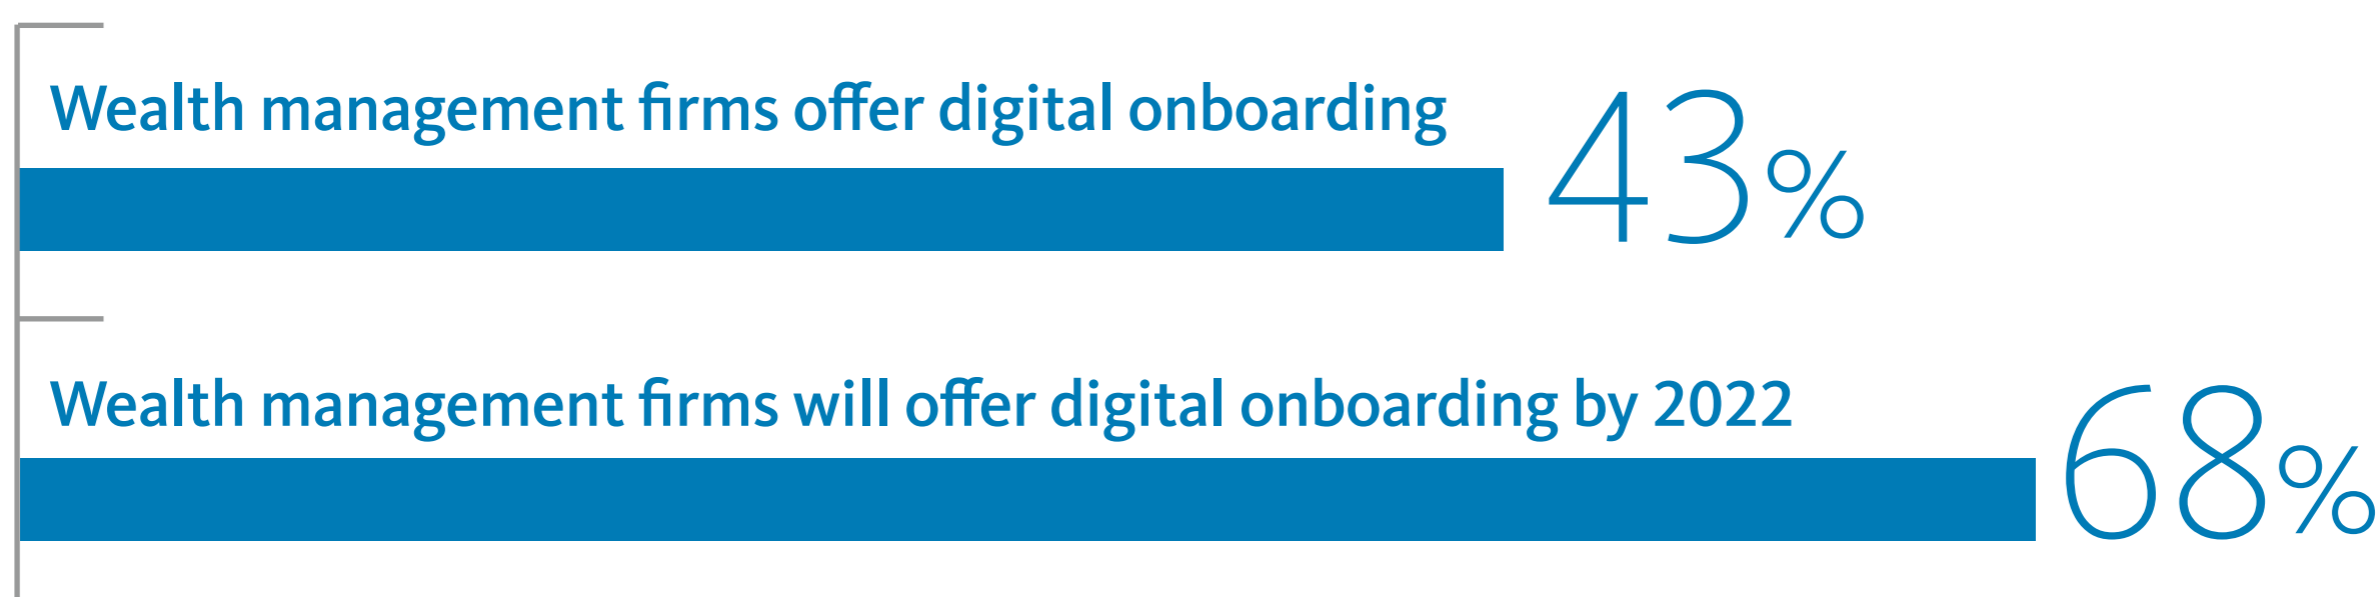 Wealth management firms offer digital onboarding
43%
Wealth management firms will offer digital onboarding by 2022
68%